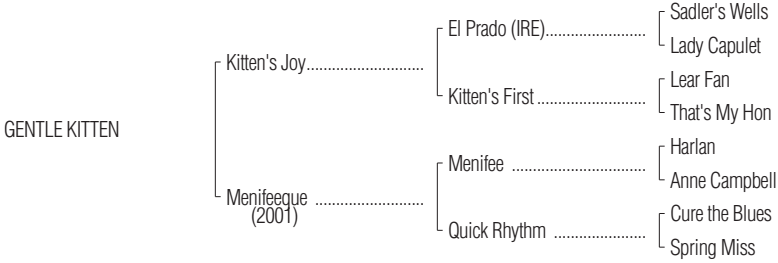 Sadler's Wells
El Prado (IRE)........................
Lady Capulet
Kitten's Joy............................
Lear Fan
Kitten's First ..........................
That's My Hon
GENTLE KITTEN
Harlan
Menifee ..................................
Anne Campbell
Menifeeque ..........................
(2001)
Cure the Blues
Quick Rhythm ......................
Spring Miss